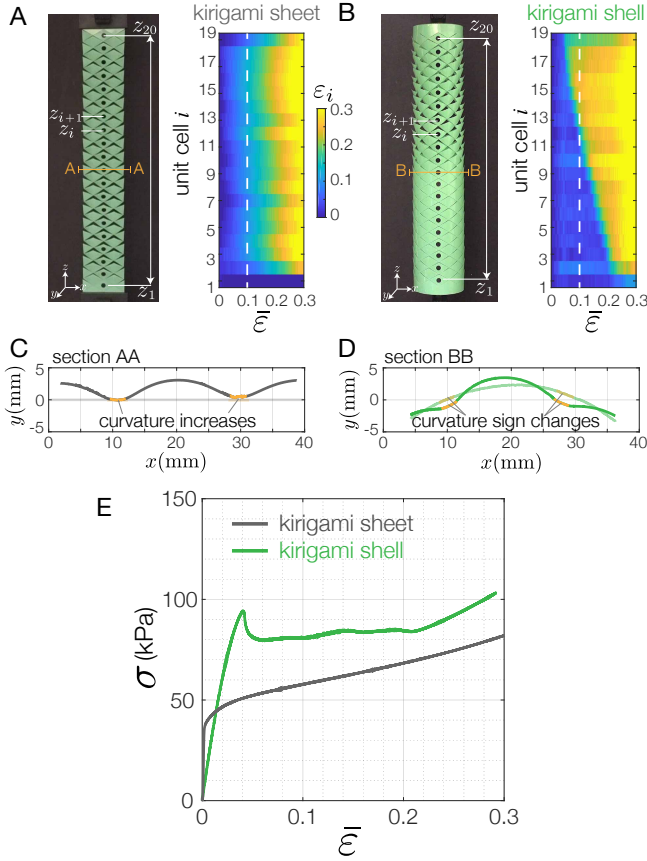 A
kirigami sheet
B
kirigami shell
z20
zi+1
zi
A A
z1
z
y x
unit cell i
19
17
15
13
11
9
7
5
3
1
0 0.1 0.2 0.3
ε̄
εi
0.3
0.2
0.1
0
z20
zi+1
zi
B B
z1
z
y x
unit cell i
19
17
15
13
11
9
7
5
3
1
0 0.1 0.2 0.3
ε̄
C
section AA
y(mm)
5
0
-5
curvature increases
0 10 20 30 40
x(mm)
D
section BB
y(mm)
5
0
-5
curvature sign changes
0 10 20 30 40
x(mm)
E
kirigami sheet
kirigami shell
σ (kPa)
150
100
50
0
0 0.1 0.2 0.3
ε̄